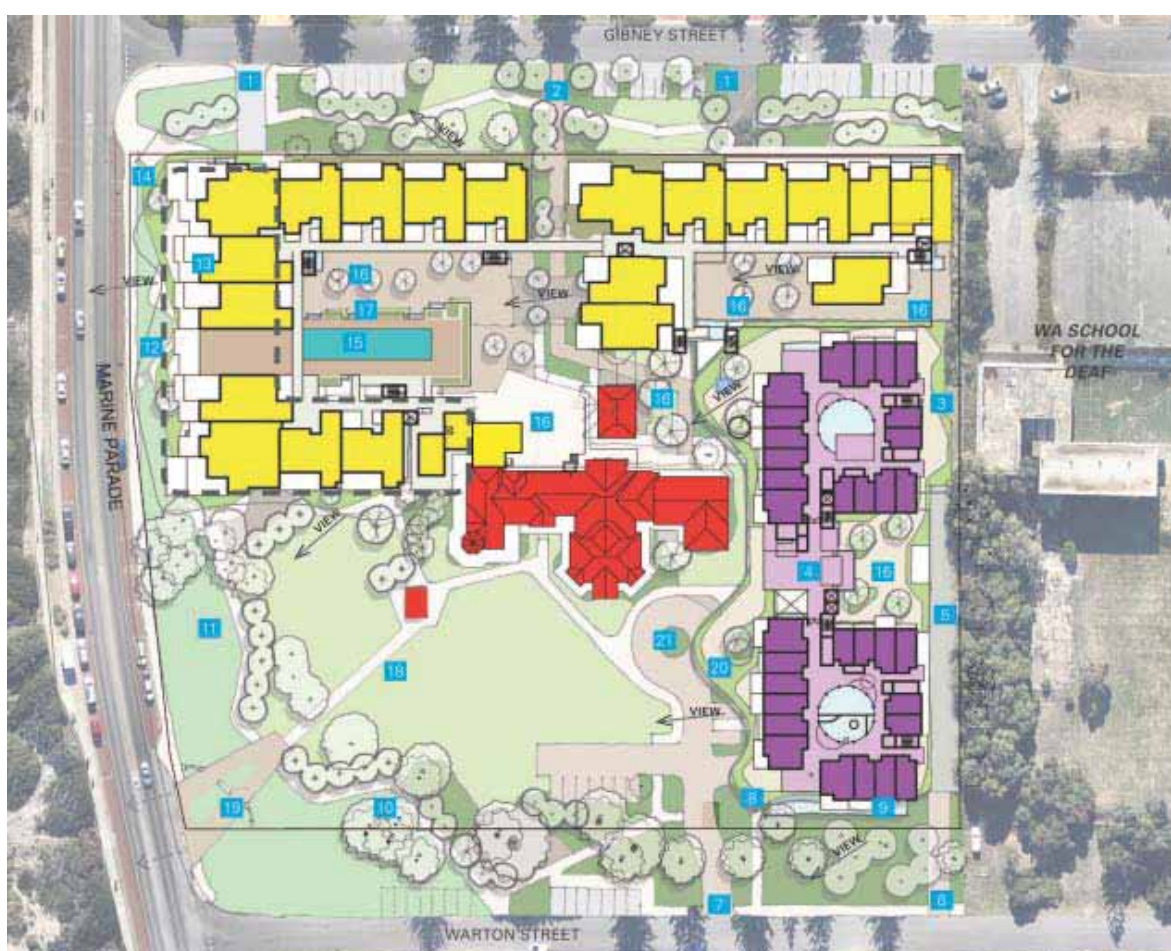 GIBNEY STREET
1
2
1
VIEW
14
13
16
VIEW
VIEW
VIEW
17
16
16
15
12
WA SCHOOL
FOR THE
DEAF
MARINE PARADE
VIEW
16
16
3
VIEW
4
16
11
5
21
18
20
VIEW
8
19
10
9
VIEW
7
6
WARTON STREET